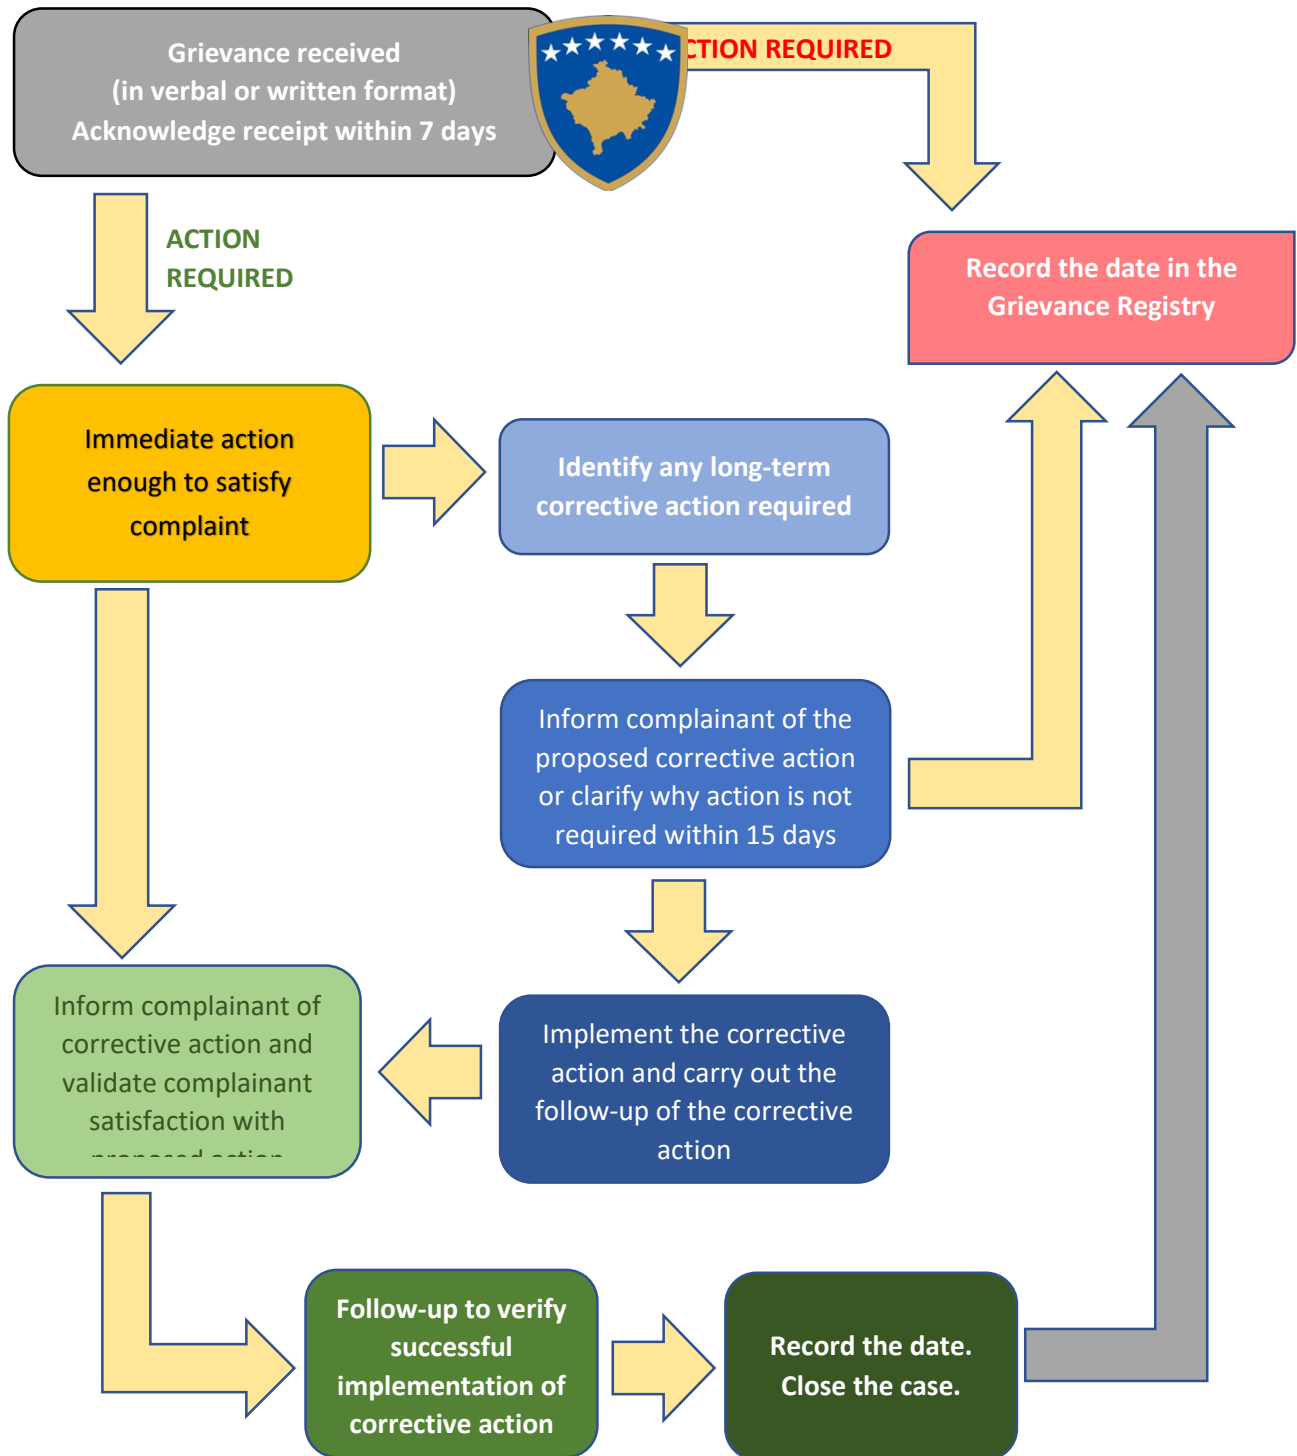 Grievance received
(in verbal or written format)
Acknowledge receipt within 7 days
CTION REQUIRED
ACTION
REQUIRED
Record the date in the
Grievance Registry
Immediate action
enough to satisfy
complaint
Identify any long-term
corrective action required
Inform complainant of the
proposed corrective action
or clarify why action is not
required within 15 days
Inform complainant of
corrective action and
validate complainant
satisfaction with
proposed action
Implement the corrective
action and carry out the
follow-up of the corrective
action
Follow-up to verify
successful
implementation of
corrective action
Record the date.
Close the case.